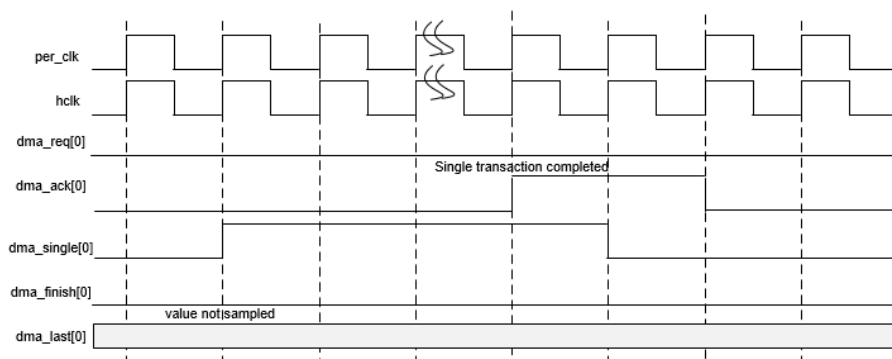 per_clk
hclk
dma_req[0]
Single transaction completed
dma_ack[0]
dma_single[0]
dma_finish[0]
value not sampled
dma_last[0]